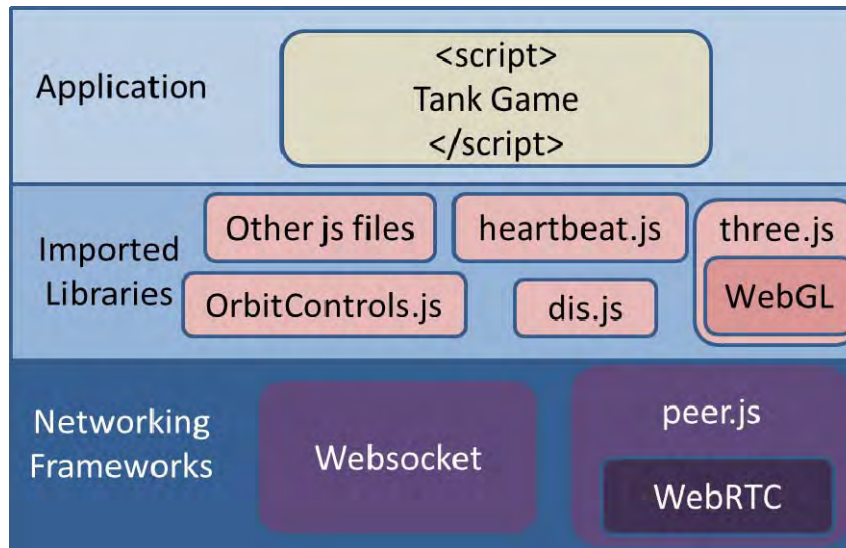 Application
<script>
Tank Game
</script>
Imported
Libraries
Other js files
heartbeat.js
three.js
OrbitControls.js
dis.js
WebGL
Networking
Frameworks
Websocket
peer.js
WebRTC